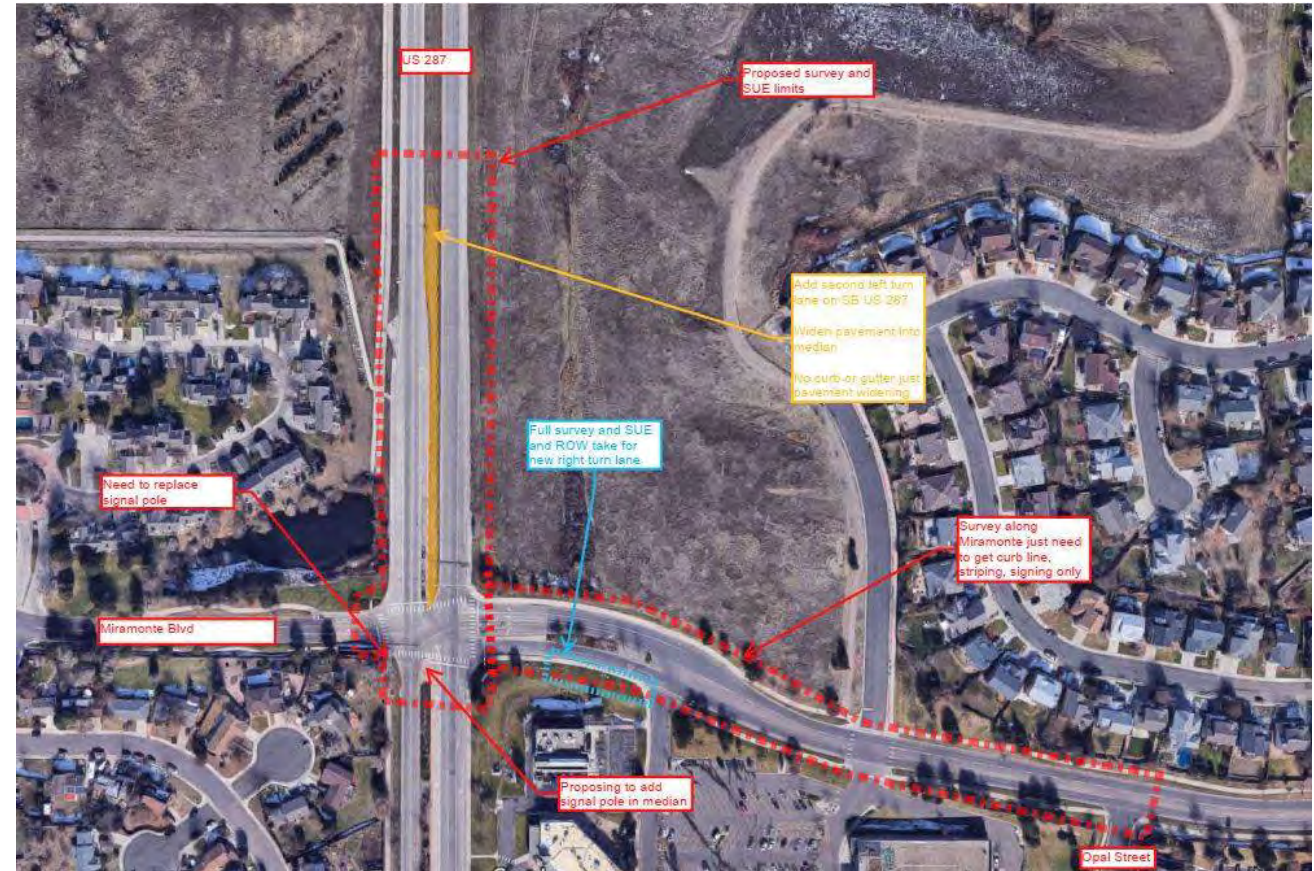 US 287
Proposed survey and
SUE limits
Add second left turn
lane on SB US 287
Widen pavement into
median
No curb or gutter just
pavement widening
Full survey and SUE
and ROW take for
new right turn lane
Need to replace
signal pole
Survey along
Miramonte just need
to get curb line,
striping, signing only
Miramonte Blvd
Proposing to add
signal pole in median
Opal Street